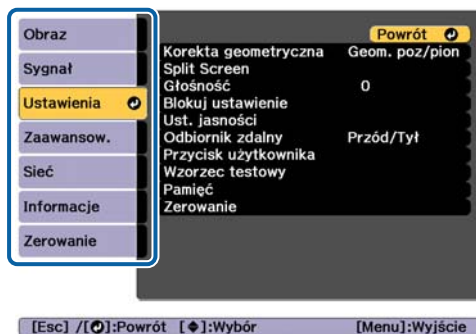 Obraz
Sygnał
Ustawienia
Zaawansow.
Sieć
Informacje
Zerowanie
Powrót
Korekta geometryczna Geom. poz/pion
Split Screen
Głośność 0
Blokuj ustawienie
Ust. jasności
Odbiornik zdalny Przód/Tył
Przycisk użytkownika
Wzorzec testowy
Pamięć
Zerowanie
[Esc] /[]:Powrót []:Wybór [Menu]:Wyjście